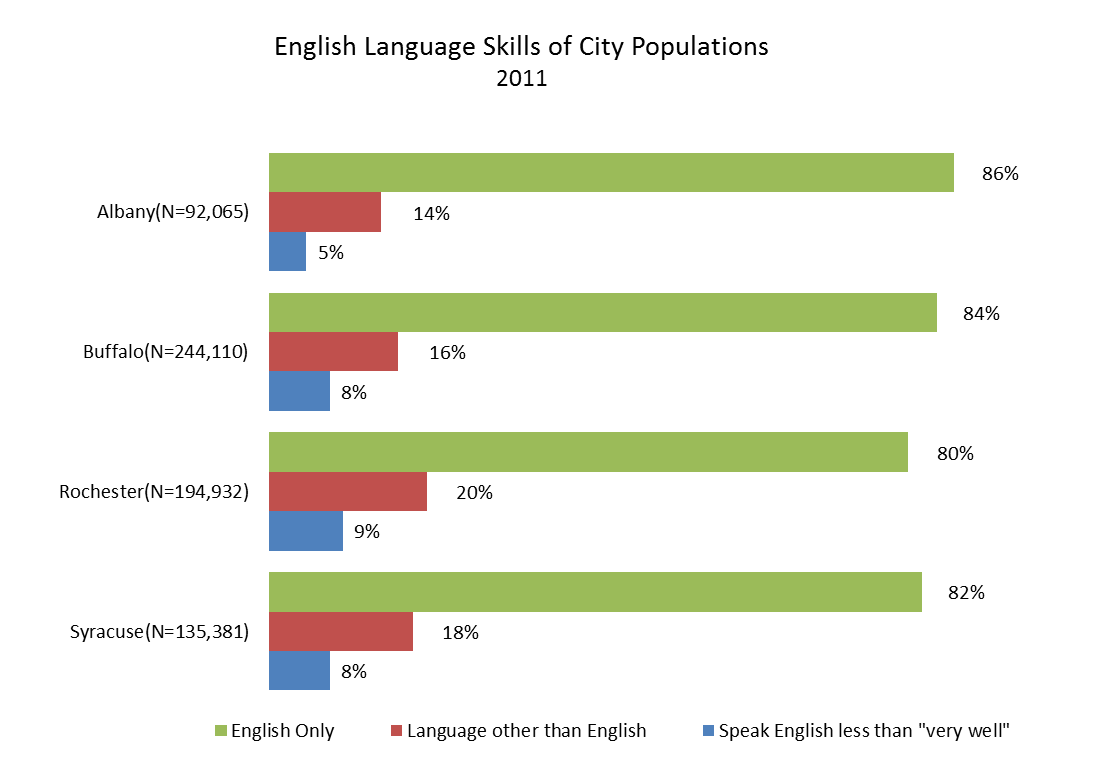 English Language Skills of City Populations
2011
86%
Albany(N=92,065)
14%
5%
84%
Buffalo(N=244,110)
16%
8%
80%
Rochester(N=194,932)
20%
9%
82%
Syracuse(N=135,381)
18%
8%
English Only
Language other than English
Speak English less than "very well"